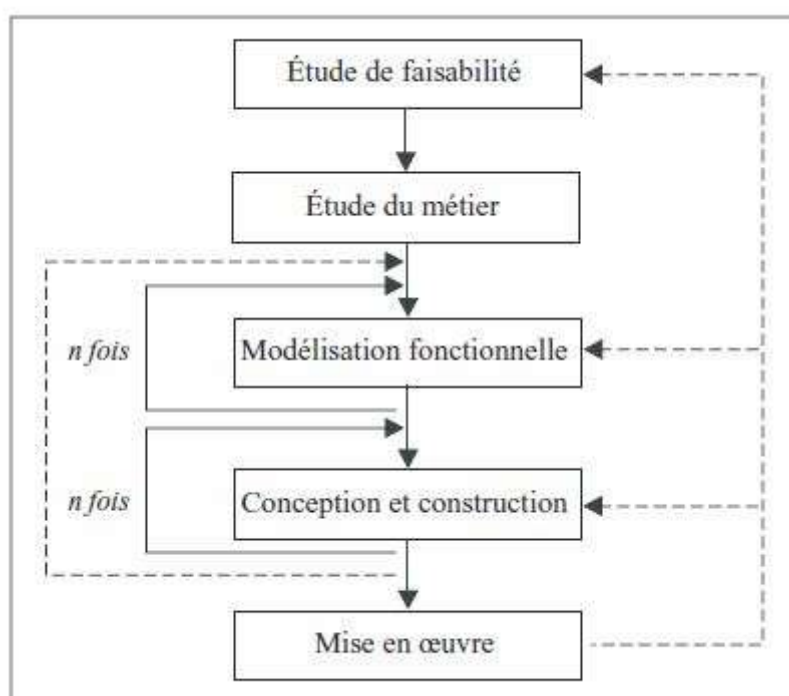 Étude de faisabilité
Étude du métier
n fois
Modélisation fonctionnelle
n fois
Conception et construction
Mise en œuvre